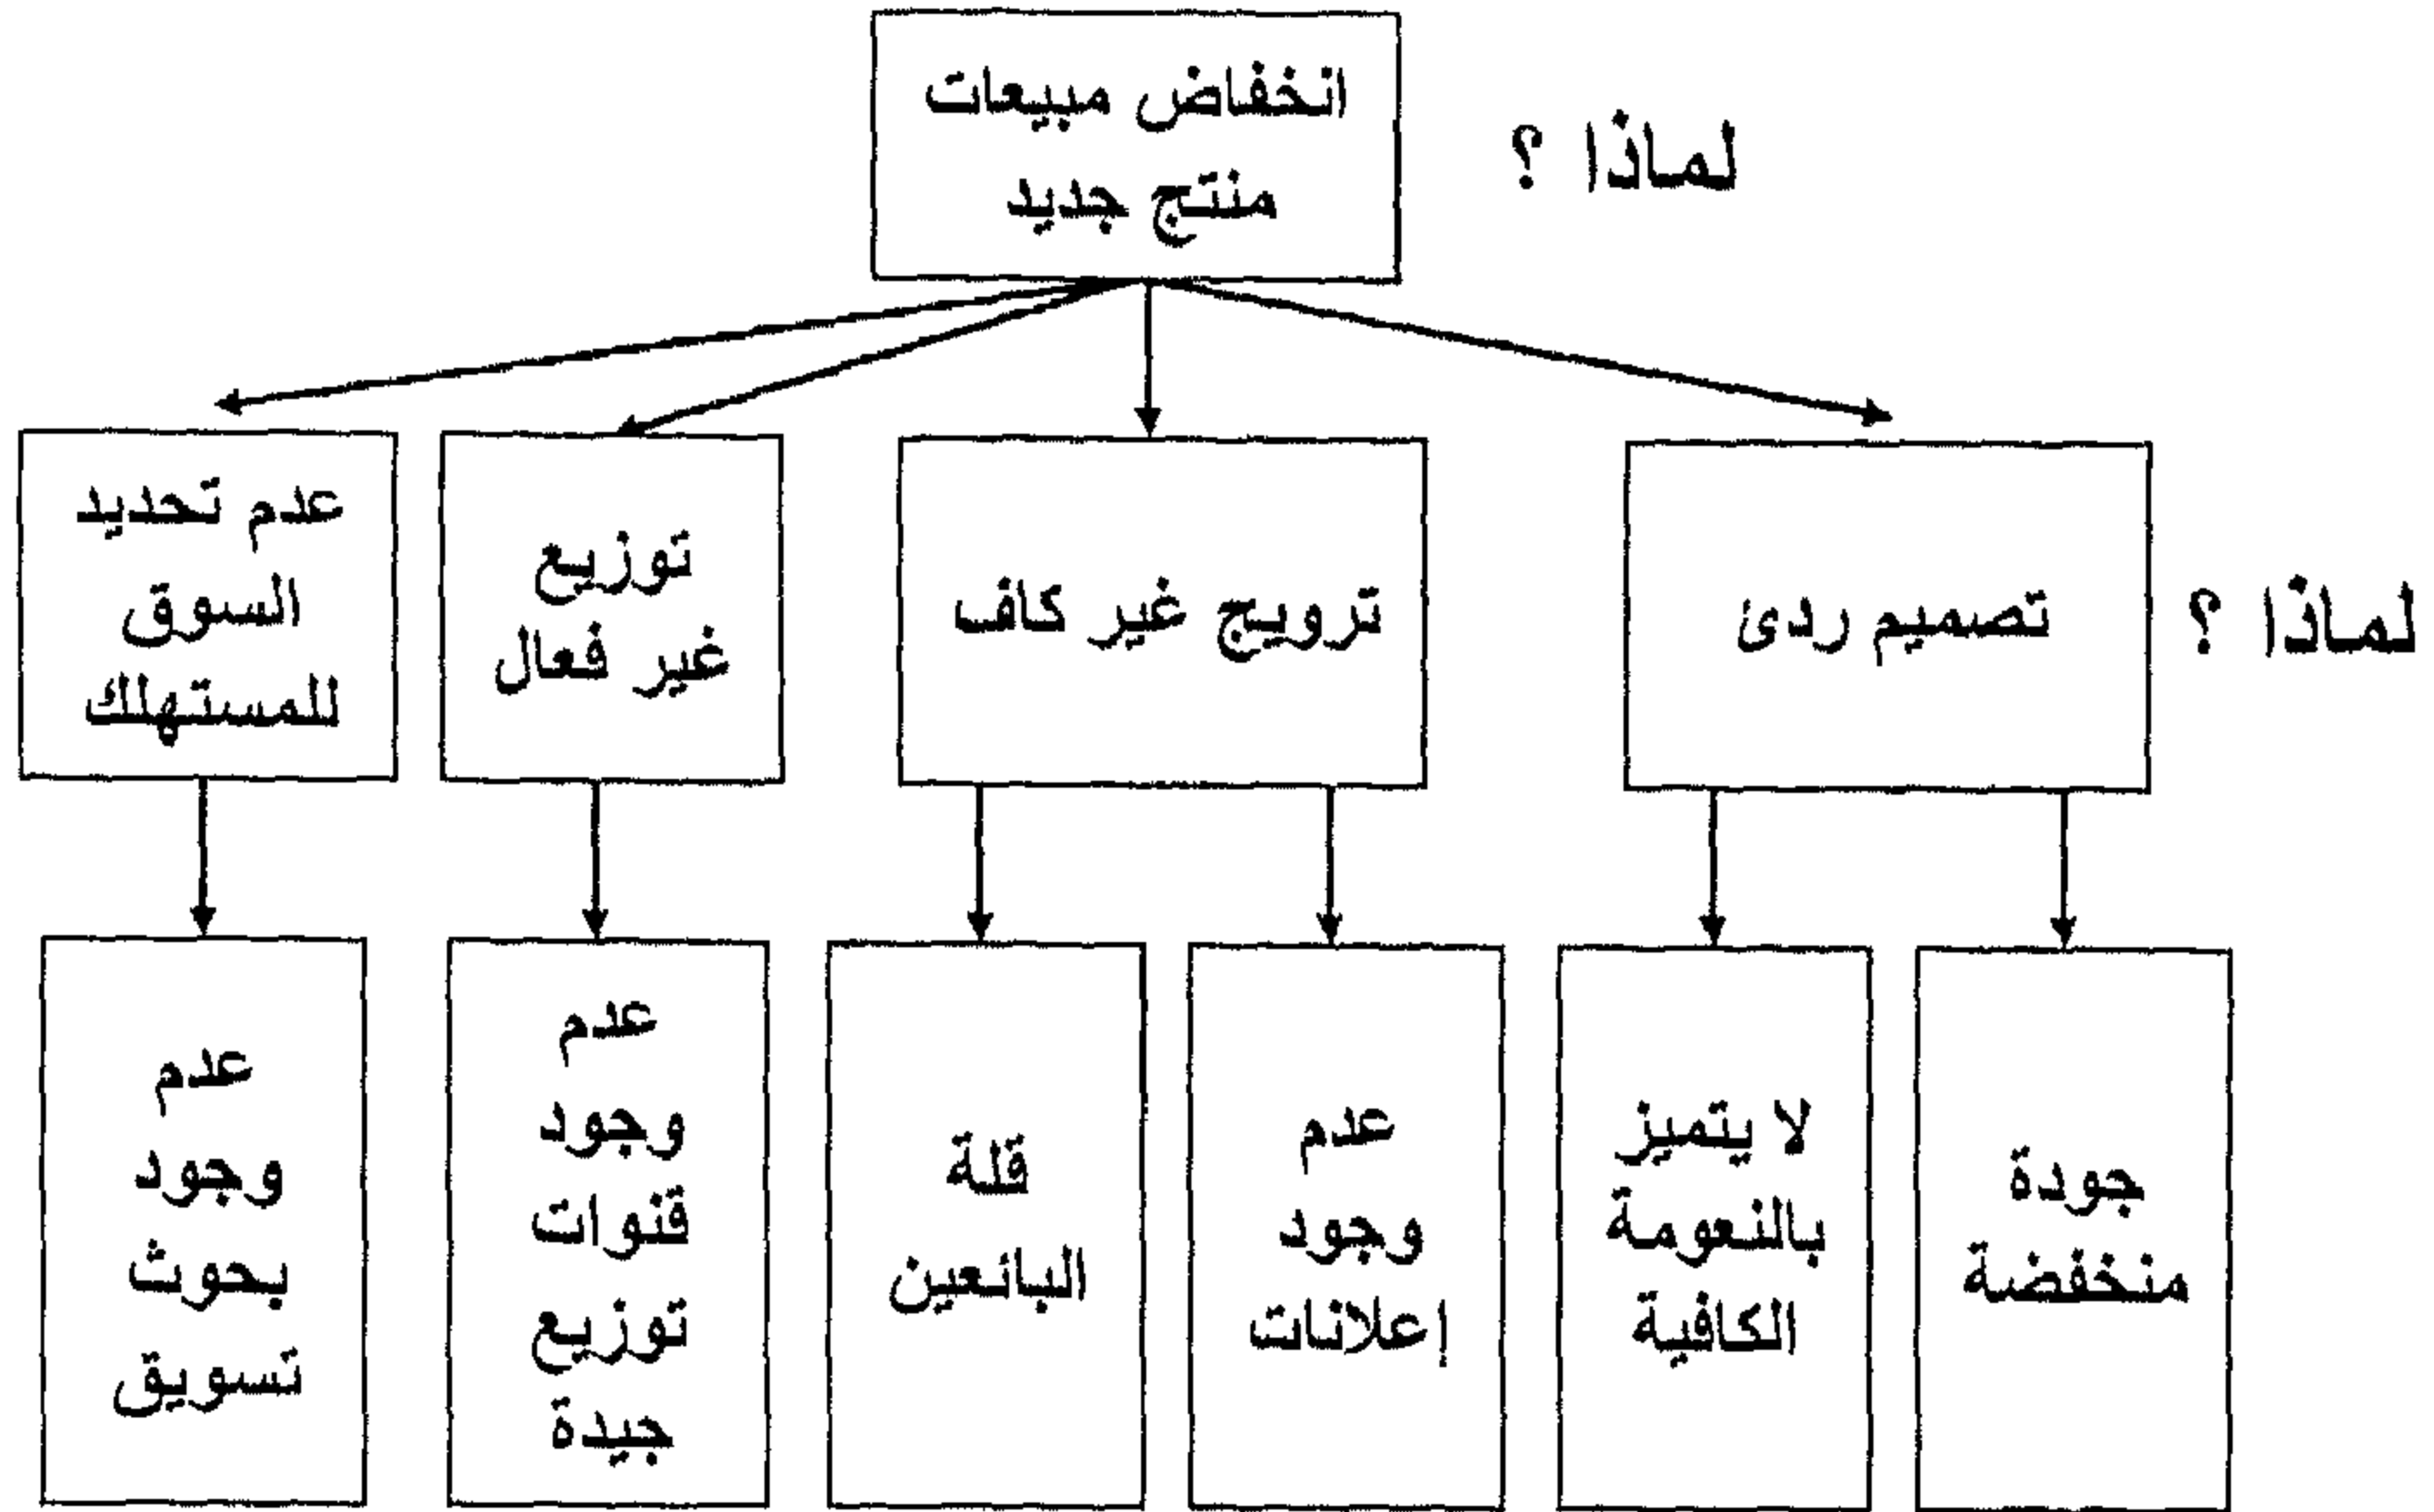 انخفاض مبيعات
منتج جديد
لماذا ؟
لماذا ؟
تصميم ردئ
ترويج غير كاف
توزيع
غير فعال
عدم تحديد
السوق
للمستهلك
جودة
منخفضة
لا يتميز
بالنعومة
الكافية
عدم
وجود
إعلانات
قلة
البائعين
عدم
وجود
قنوات
توزيع
جيدة
عدم
وجود
بحوث
تسويق